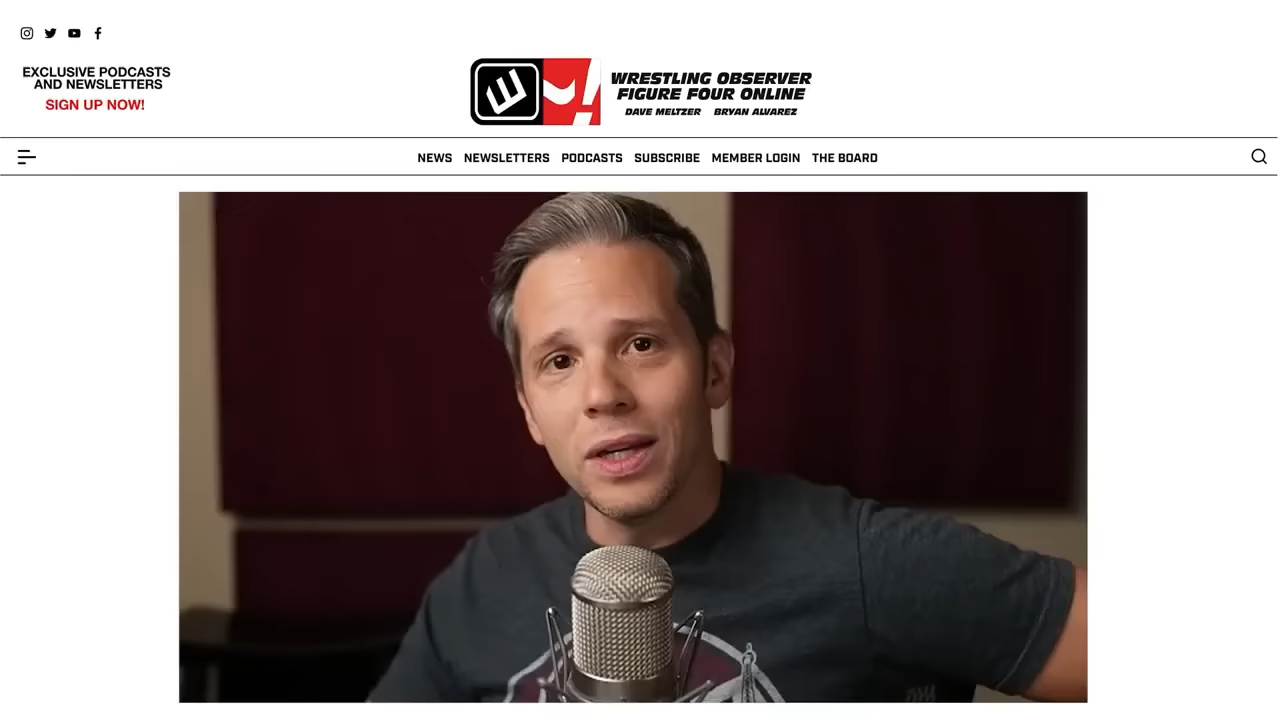 EXCLUSIVE PODCASTS
AND NEWSLETTERS
SIGN UP NOW!
WRESTLING OBSERVER
FIGURE FOUR ONLINE
DAVE MELTZER BRYAN ALVAREZ
NEWS NEWSLETTERS PODCASTS SUBSCRIBE MEMBER LOGIN THE BOARD